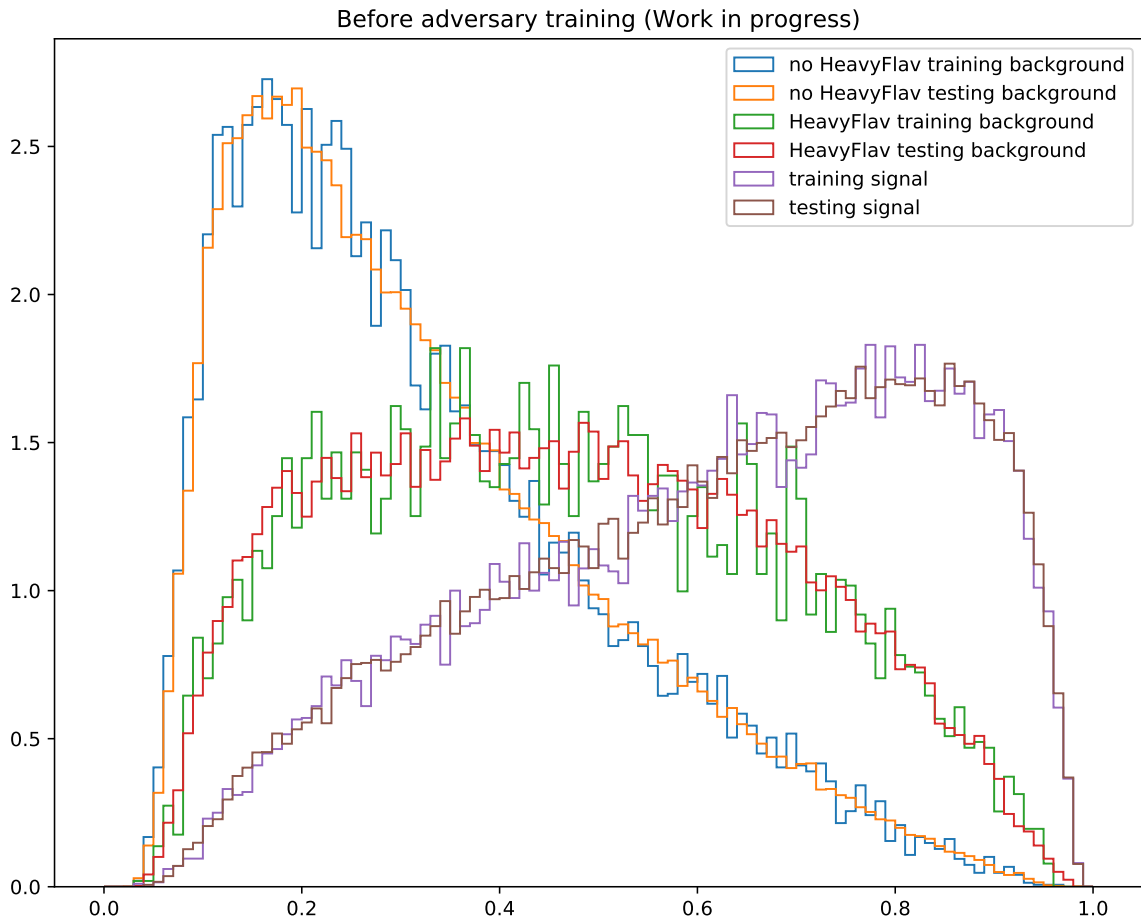 Before adversary training (Work in progress)
no HeavyFlav training background
no HeavyFlav testing background
HeavyFlav training background
HeavyFlav testing background
training signal
testing signal
2.5
2.0
1.5
1.0
0.5
0.0
0.0 0.2 0.4 0.6 0.8 1.0